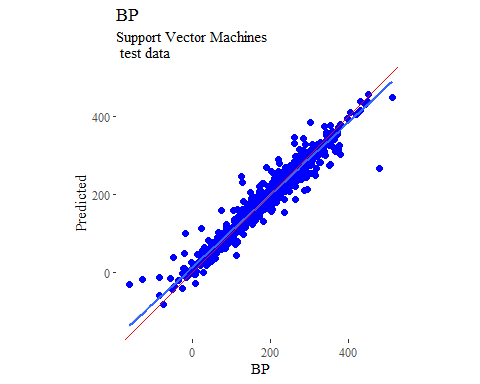 BP
Support Vector Machines
test data
400
200
0
Predicted
0 200 400
BP